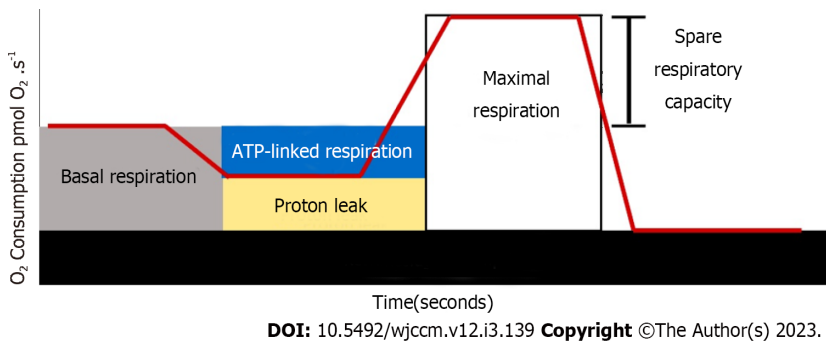 O₂ Consumption pmol O₂ .s⁻¹
Basal respiration
ATP-linked respiration
Proton leak
Maximal
respiration
Spare
respiratory
capacity
Time(seconds)
DOI: 10.5492/wjccm.v12.i3.139 Copyright ©The Author(s) 2023.